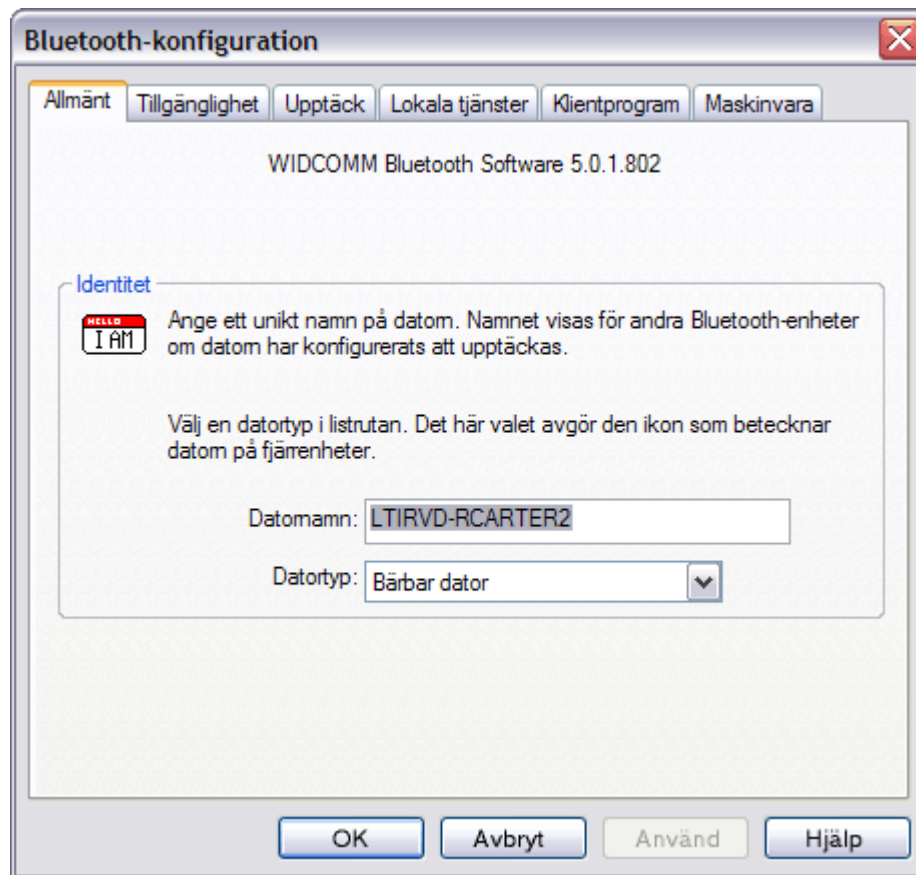 Bluetooth-konfiguration
Allmänt Tillgänglighet Upptäck Lokala tjänster Klientprogram Maskinvara
WIDCOMM Bluetooth Software 5.0.1.802
Identitet
HELLO
I AM
Ange ett unikt namn på datorn. Namnet visas för andra Bluetooth-enheter
om datorn har konfigurerats att upptäckas.
Välj en datortyp i listrutan. Det här valet avgör den ikon som betecknar
datorn på fjärrenheter.
Datornamn: LTIRVD-RCARTER2
Datortyp: Bärbar dator
OK Avbryt Använd Hjälp